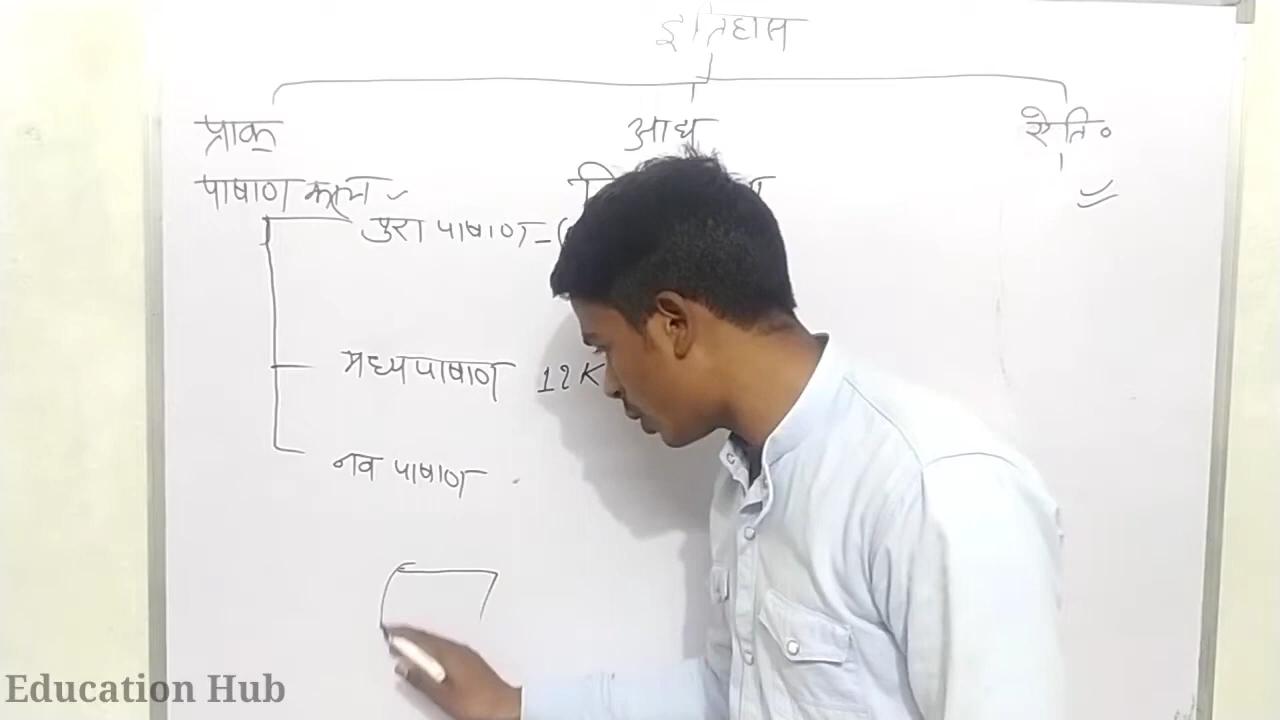 इतिहास
प्राक् आद्य ऐति०
पाषाण काल
पुरा पाषाण - (
मध्य पाषाण 12K
नव पाषाण
Education Hub